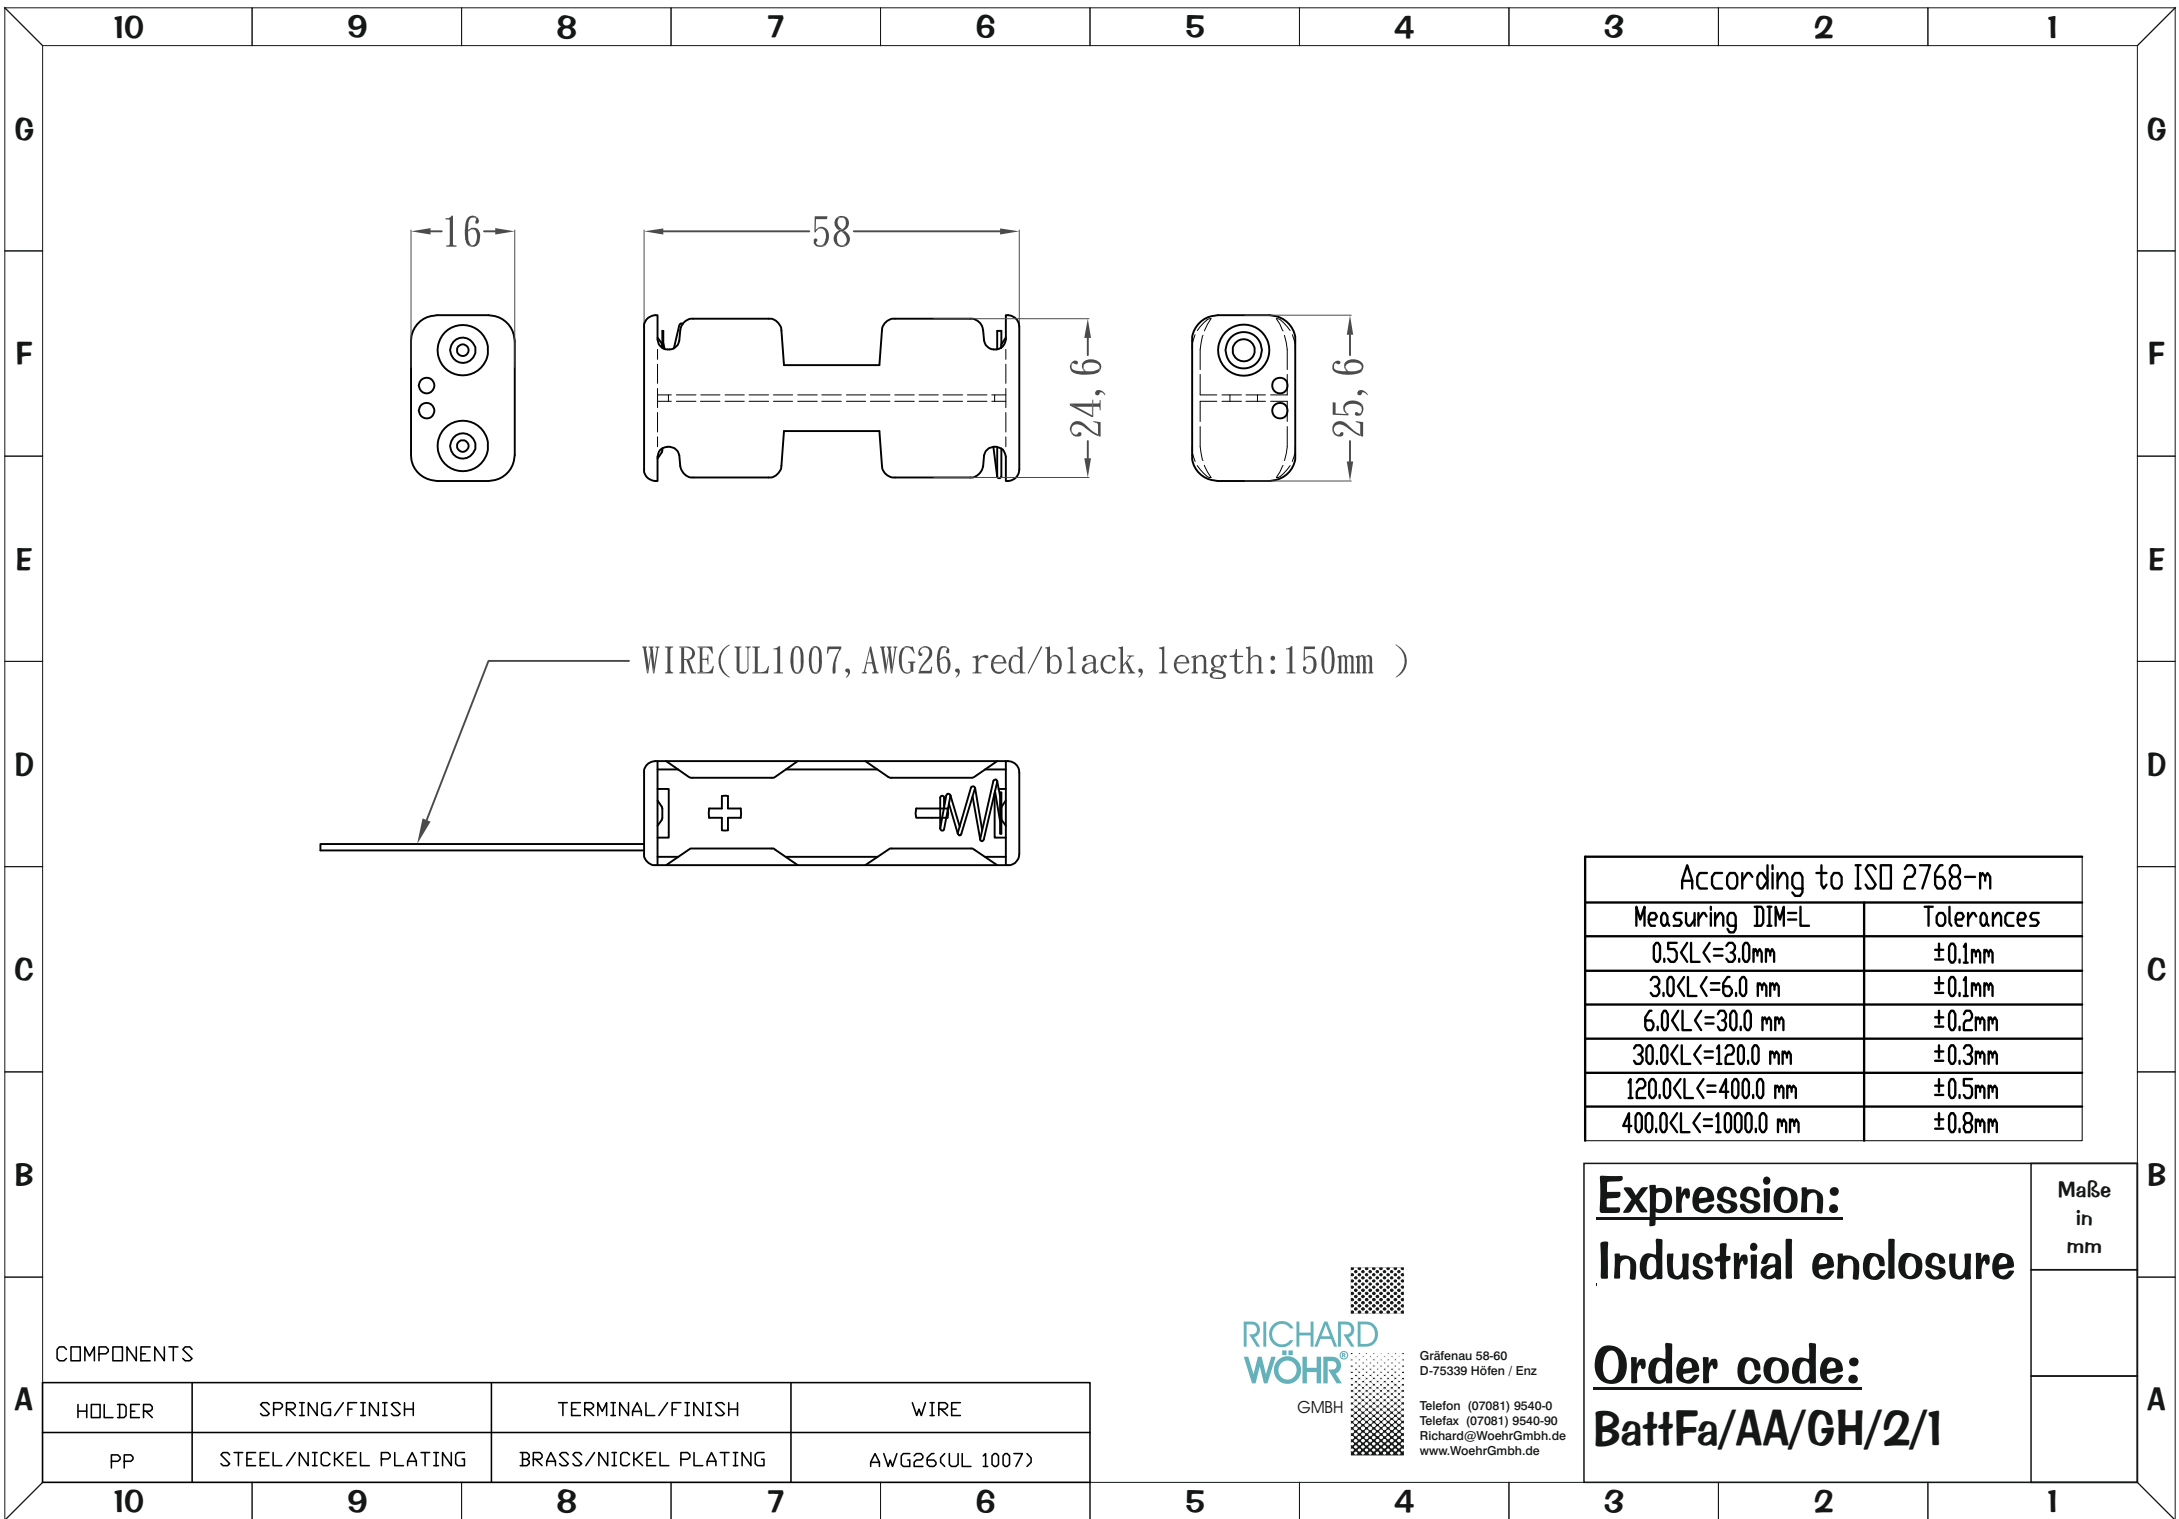 10 9 8 7 6 5 4 3 2 1
G G
16 58
F F
24,6 25,6
E E
WIRE(UL1007, AWG26, red/black, length:150mm )
D D
According to ISO 2768-m
Measuring DIM=L Tolerances
0.5<L<=3.0mm ±0.1mm
3.0<L<=6.0 mm ±0.1mm
6.0<L<=30.0 mm ±0.2mm
30.0<L<=120.0 mm ±0.3mm
120.0<L<=400.0 mm ±0.5mm
400.0<L<=1000.0 mm ±0.8mm
C C
B B
Expression:
Industrial enclosure
Maße
in
mm
Order code:
BattFa/AA/GH/2/1
RICHARD
WÖHR®
GMBH
Gräfenau 58-60
D-75339 Höfen / Enz
Telefon (07081) 9540-0
Telefax (07081) 9540-90
Richard@WoehrGmbh.de
www.WoehrGmbh.de
COMPONENTS
A A
HOLDER SPRING/FINISH TERMINAL/FINISH WIRE
PP STEEL/NICKEL PLATING BRASS/NICKEL PLATING AWG26(UL 1007)
10 9 8 7 6 5 4 3 2 1